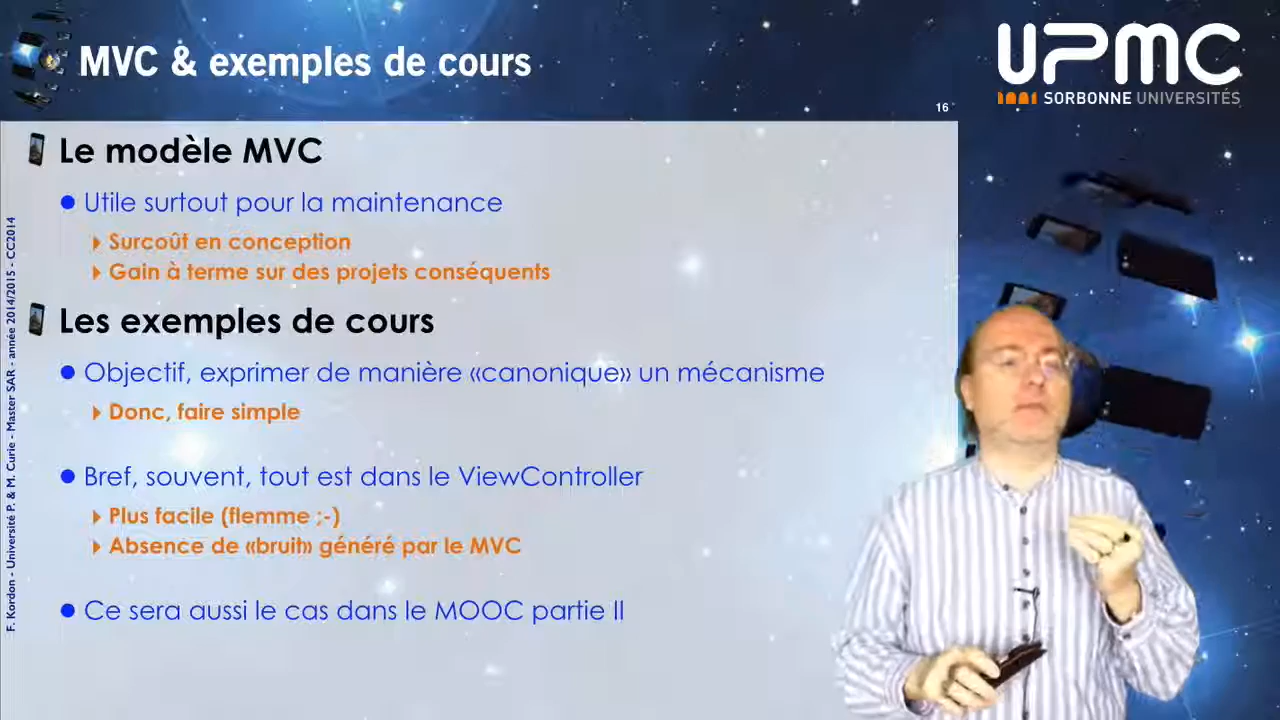 MVC & exemples de cours
UPMC
SORBONNE UNIVERSITÉS
16
Le modèle MVC
Utile surtout pour la maintenance
Surcoût en conception
Gain à terme sur des projets conséquents
Les exemples de cours
Objectif, exprimer de manière «canonique» un mécanisme
Donc, faire simple
Bref, souvent, tout est dans le ViewController
Plus facile (flemme ;-)
Absence de «bruit» généré par le MVC
Ce sera aussi le cas dans le MOOC partie II
F. Kordon - Université P. & M. Curie - Master SAR - année 2014/2015 - CC2014